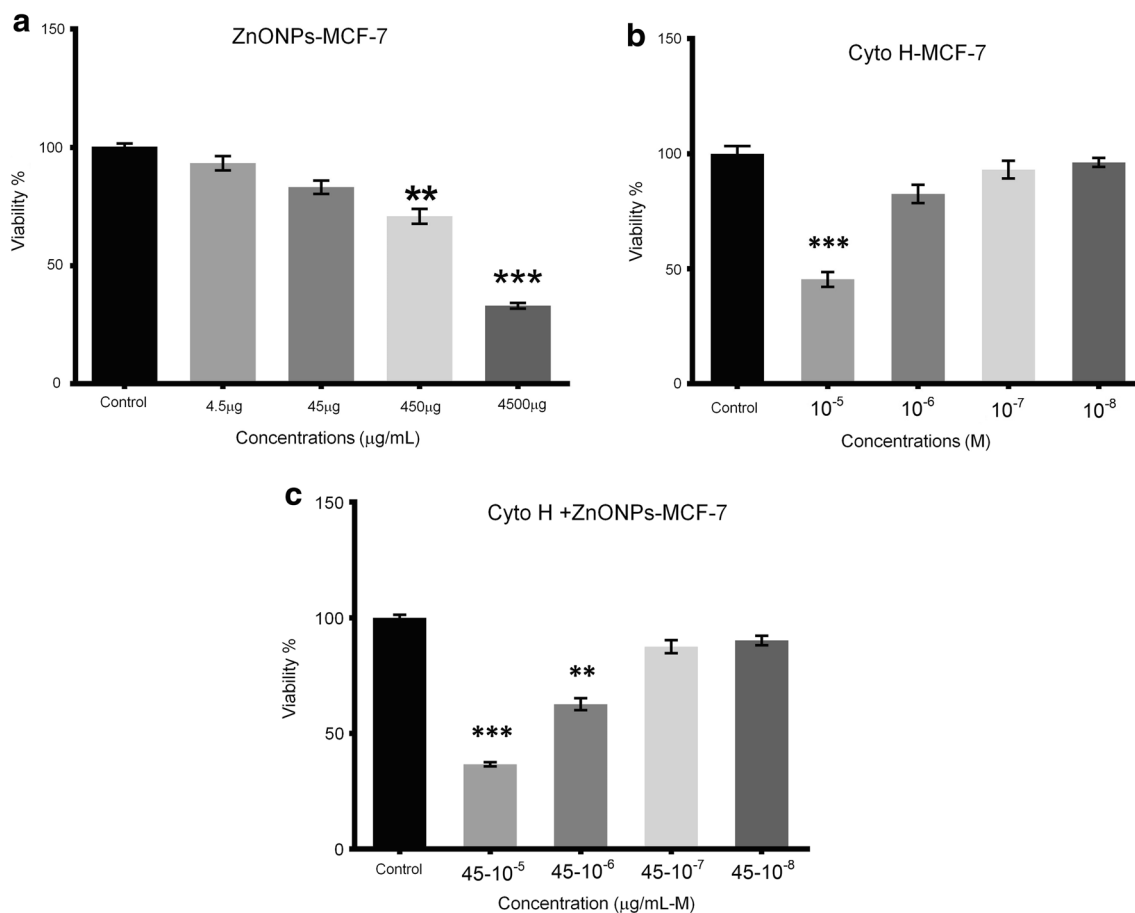 a
ZnONPs-MCF-7
150
100
50
0
Viability %
**
***
Control 4.5µg 45µg 450µg 4500µg
Concentrations (µg/mL)
b
Cyto H-MCF-7
150
100
50
0
Viability %
***
Control 10⁻⁵ 10⁻⁶ 10⁻⁷ 10⁻⁸
Concentrations (M)
c
Cyto H +ZnONPs-MCF-7
150
100
50
0
Viability %
***
**
Control 45-10⁻⁵ 45-10⁻⁶ 45-10⁻⁷ 45-10⁻⁸
Concentration (µg/mL-M)